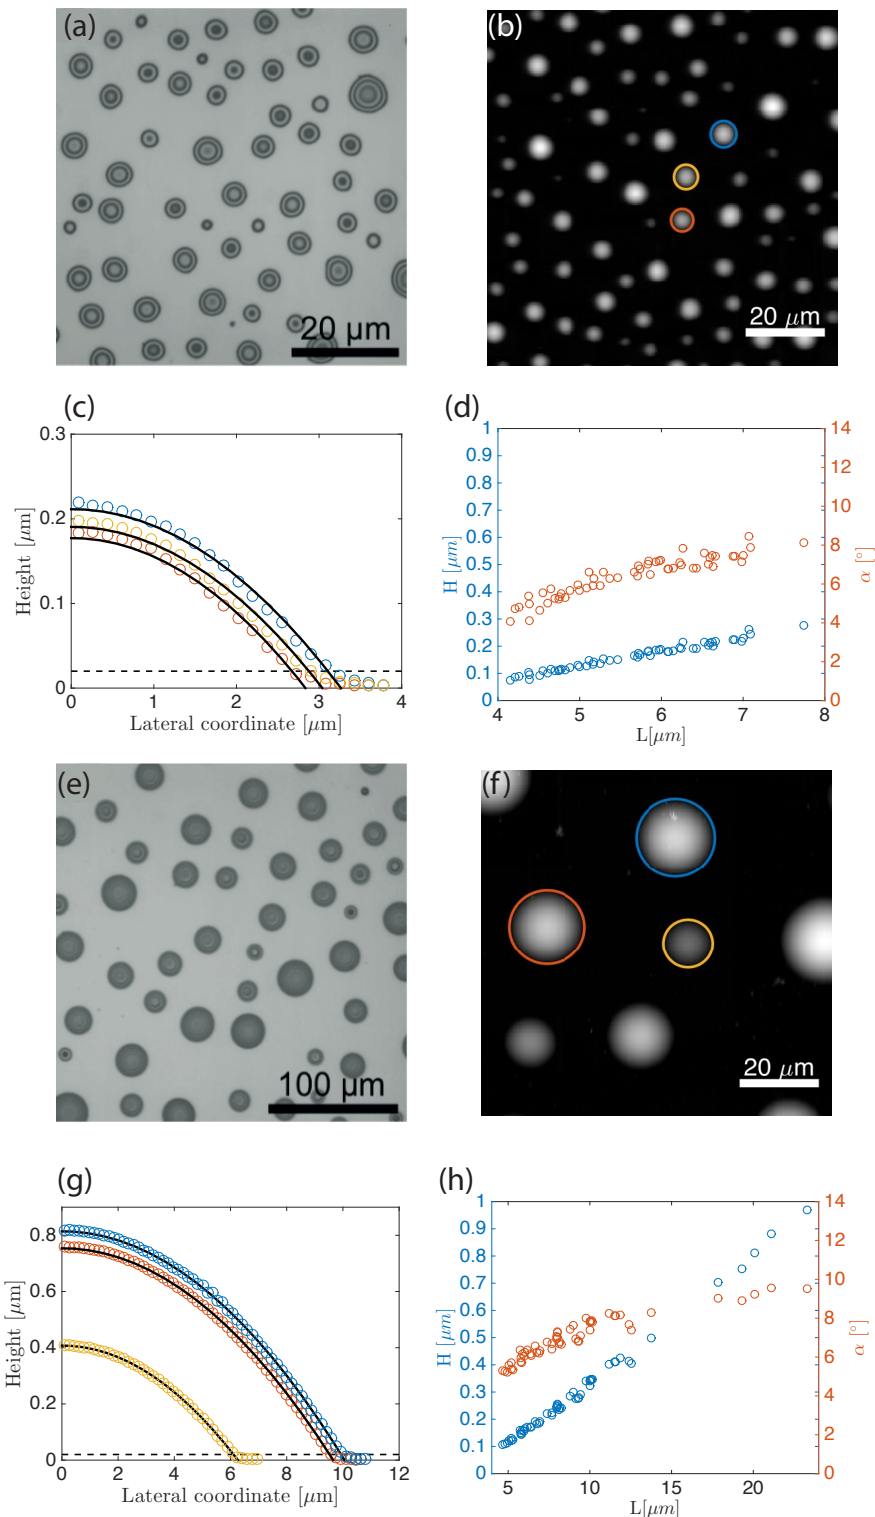 (a)
20 µm
(b)
20 µm
(c)
0.3
0.2
0.1
0
Height [µm]
0 1 2 3 4
Lateral coordinate [µm]
(d)
1
0.9
0.8
0.7
0.6
0.5
0.4
0.3
0.2
0.1
0
H [µm]
14
12
10
8
6
4
2
0
α [°]
4 5 6 7 8
L[µm]
(e)
100 µm
(f)
20 µm
(g)
0.8
0.6
0.4
0.2
0
Height [µm]
0 2 4 6 8 10 12
Lateral coordinate [µm]
(h)
1
0.9
0.8
0.7
0.6
0.5
0.4
0.3
0.2
0.1
0
H [µm]
14
12
10
8
6
4
2
0
α [°]
5 10 15 20
L[µm]